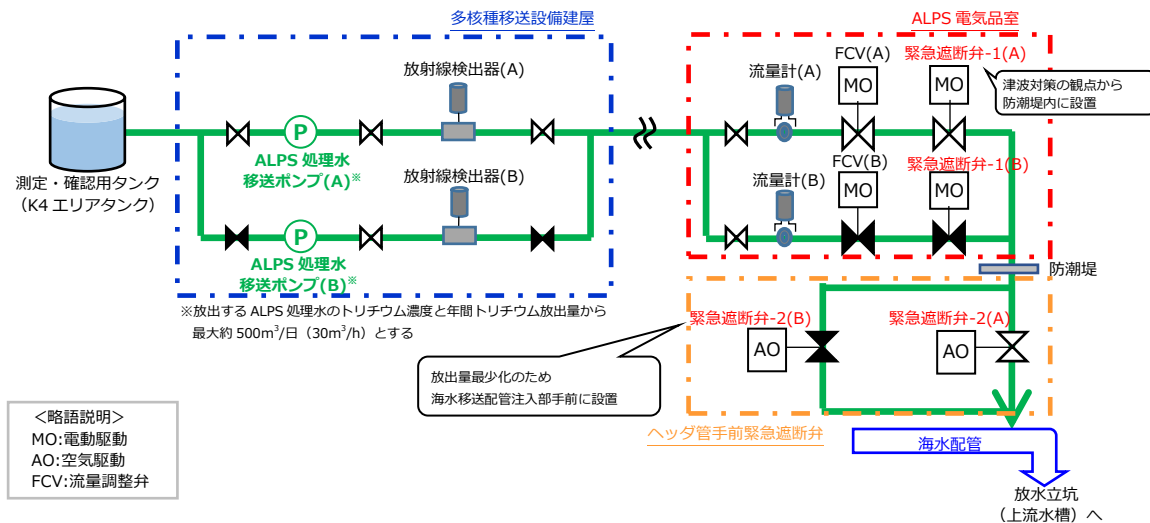 多核種移送設備建屋
ALPS 電気品室
放射線検出器(A)
流量計(A)
FCV(A)
緊急遮断弁-1(A)
MO
MO
津波対策の観点から
防潮堤内に設置
P
ALPS 処理水
移送ポンプ(A)※
測定・確認用タンク
（K4 エリアタンク）
放射線検出器(B)
流量計(B)
FCV(B)
緊急遮断弁-1(B)
MO
MO
P
ALPS 処理水
移送ポンプ(B)※
防潮堤
※放出する ALPS 処理水のトリチウム濃度と年間トリチウム放出量から
最大約 500m³/日（30m³/h）とする
緊急遮断弁-2(B)
緊急遮断弁-2(A)
AO
AO
放出量最少化のため
海水移送配管注入部手前に設置
ヘッダ管手前緊急遮断弁
海水配管
放水立坑
（上流水槽）へ
＜略語説明＞
MO:電動駆動
AO:空気駆動
FCV:流量調整弁